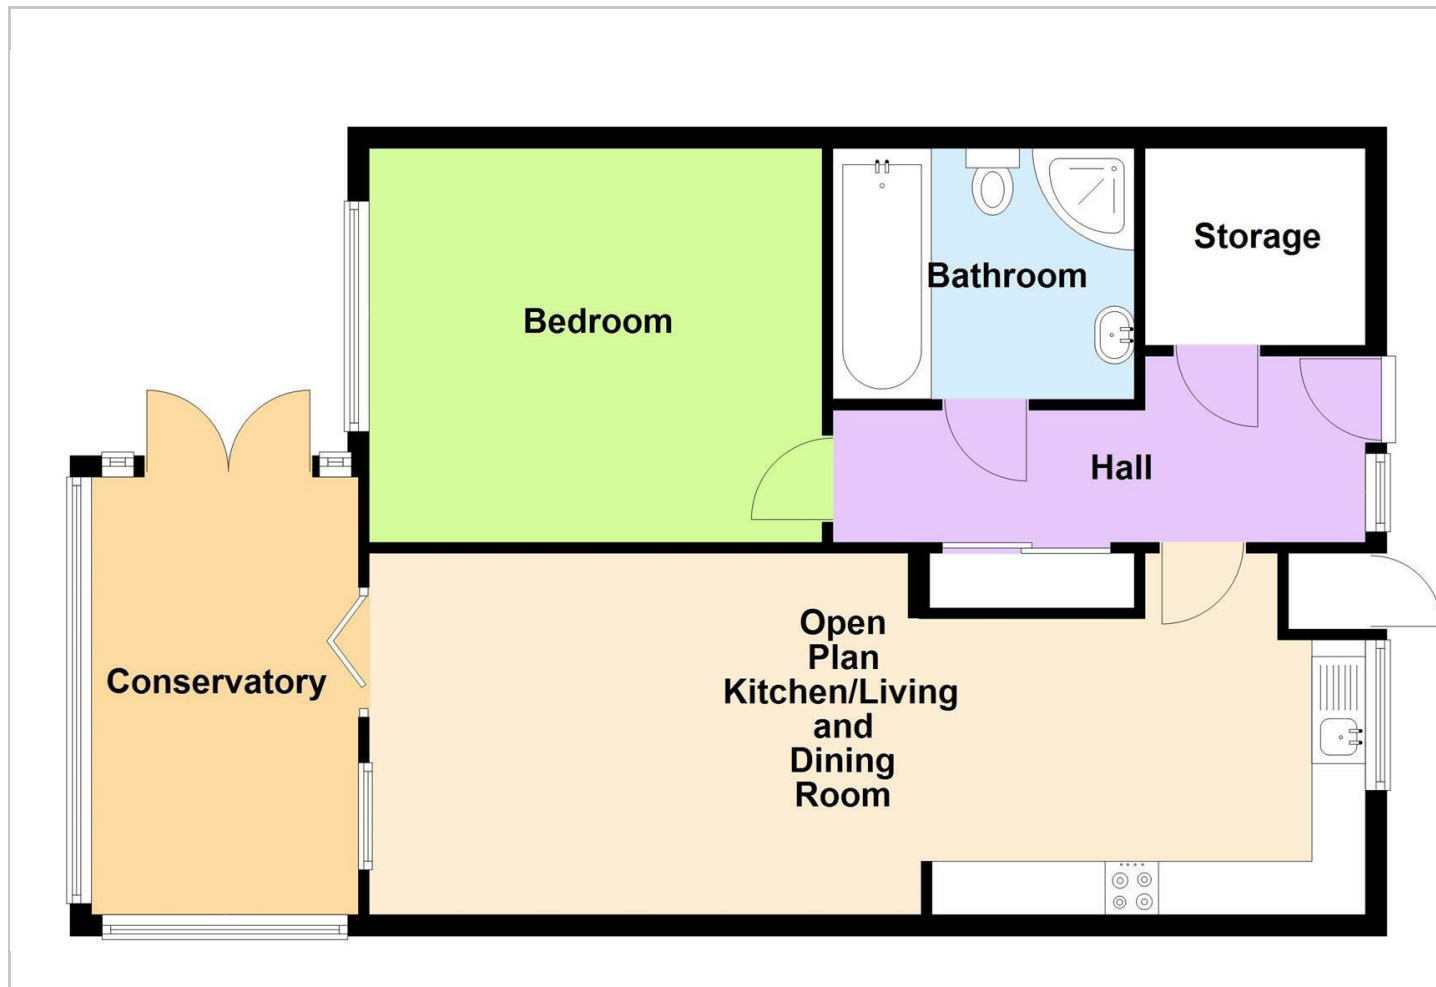 Storage
Bathroom
Bedroom
Hall
Open
Plan
Kitchen/Living
and
Dining
Room
Conservatory